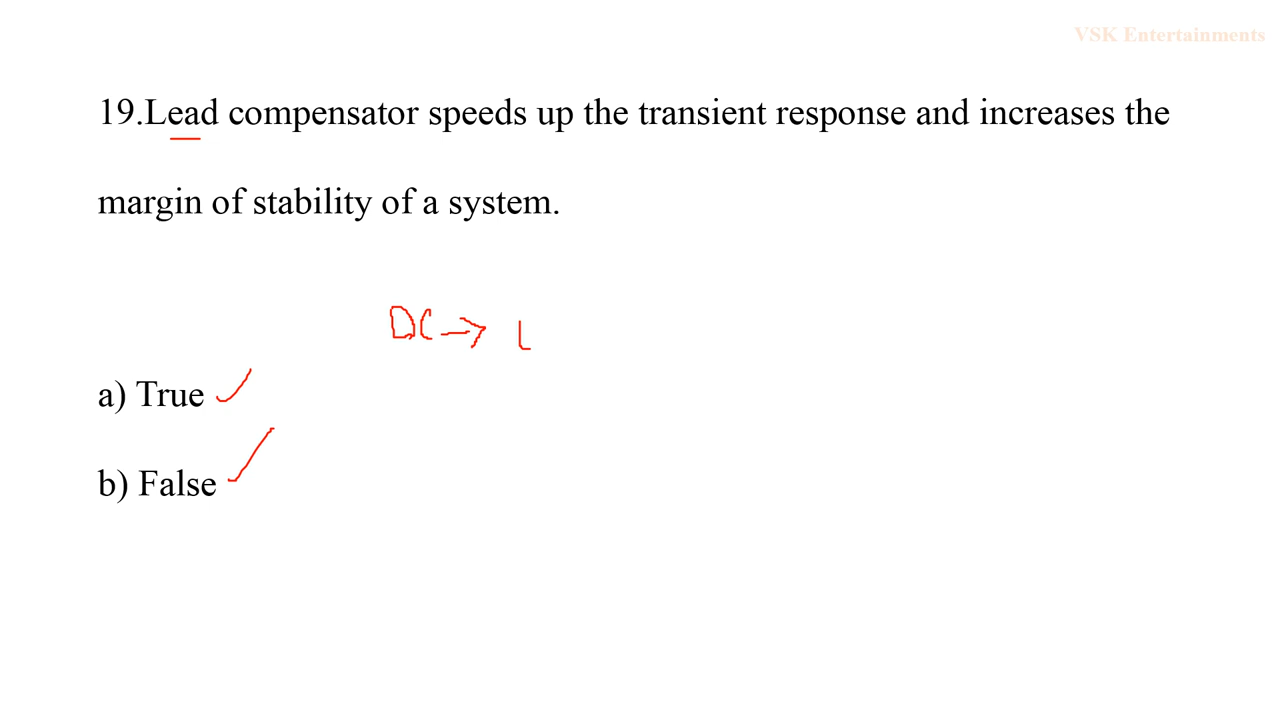 VSK Entertainments
19.Lead compensator speeds up the transient response and increases the
margin of stability of a system.
DC → L
a) True ✓
b) False ✓